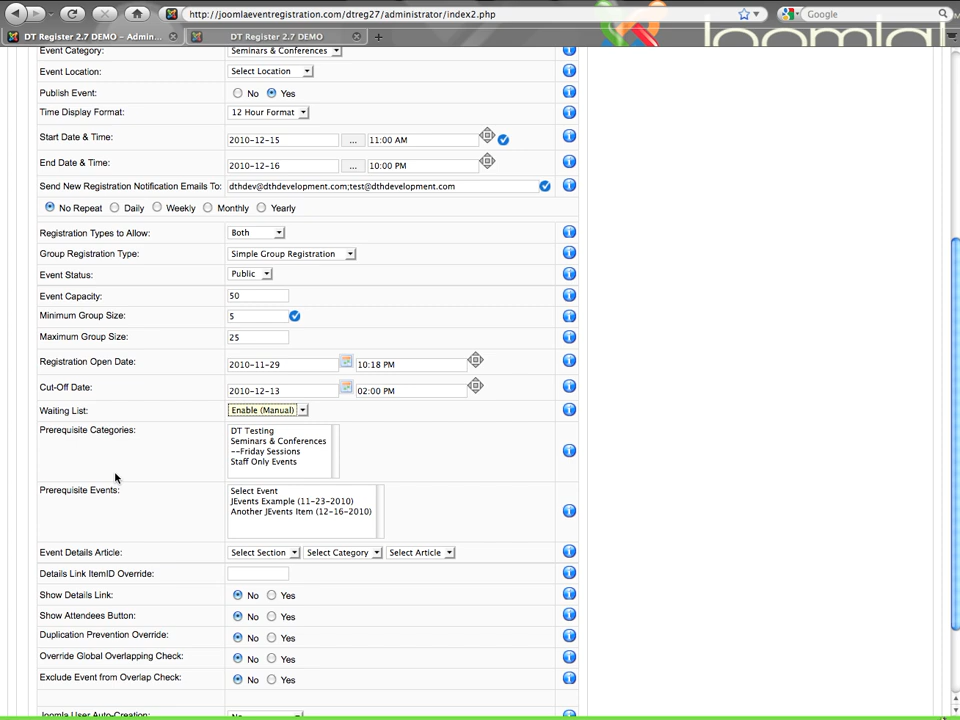 http://joomlaeventregistration.com/dtreg27/administrator/index2.php
Google
DT Register 2.7 DEMO – Admin...
DT Register 2.7 DEMO
Event Category: Seminars & Conferences
Event Location: Select Location
Publish Event: No Yes
Time Display Format: 12 Hour Format
Start Date & Time: 2010-12-15 ... 11:00 AM
End Date & Time: 2010-12-16 ... 10:00 PM
Send New Registration Notification Emails To: dthdev@dthdevelopment.com;test@dthdevelopment.com
No Repeat Daily Weekly Monthly Yearly
Registration Types to Allow: Both
Group Registration Type: Simple Group Registration
Event Status: Public
Event Capacity: 50
Minimum Group Size: 5
Maximum Group Size: 25
Registration Open Date: 2010-11-29 10:18 PM
Cut-Off Date: 2010-12-13 02:00 PM
Waiting List: Enable (Manual)
Prerequisite Categories: DT Testing
Seminars & Conferences
--Friday Sessions
Staff Only Events
Prerequisite Events: Select Event
JEvents Example (11-23-2010)
Another JEvents Item (12-16-2010)
Event Details Article: Select Section Select Category Select Article
Details Link ItemID Override:
Show Details Link: No Yes
Show Attendees Button: No Yes
Duplication Prevention Override: No Yes
Override Global Overlapping Check: No Yes
Exclude Event from Overlap Check: No Yes
Joomla User Auto-Creation: No